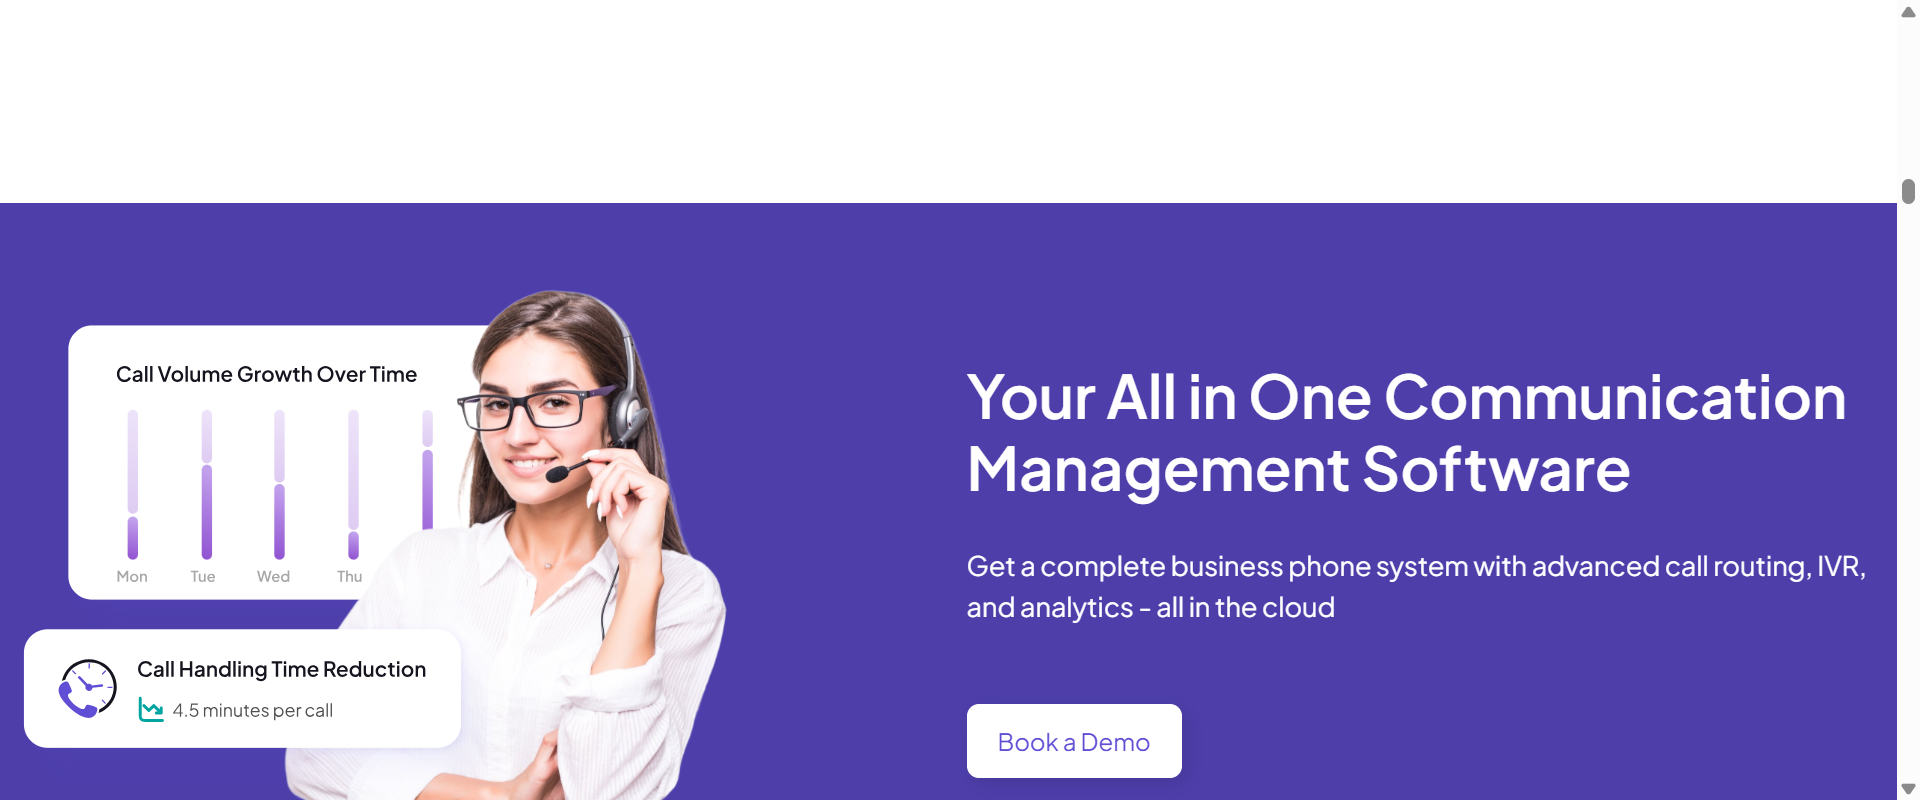 Call Volume Growth Over Time
Mon Tue Wed Thu
Call Handling Time Reduction
4.5 minutes per call
Your All in One Communication
Management Software
Get a complete business phone system with advanced call routing, IVR,
and analytics - all in the cloud
Book a Demo